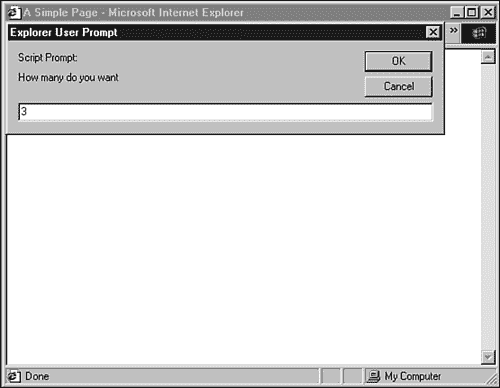 A Simple Page - Microsoft Internet Explorer
Explorer User Prompt
Script Prompt:
OK
How many do you want
Cancel
3
Done
My Computer